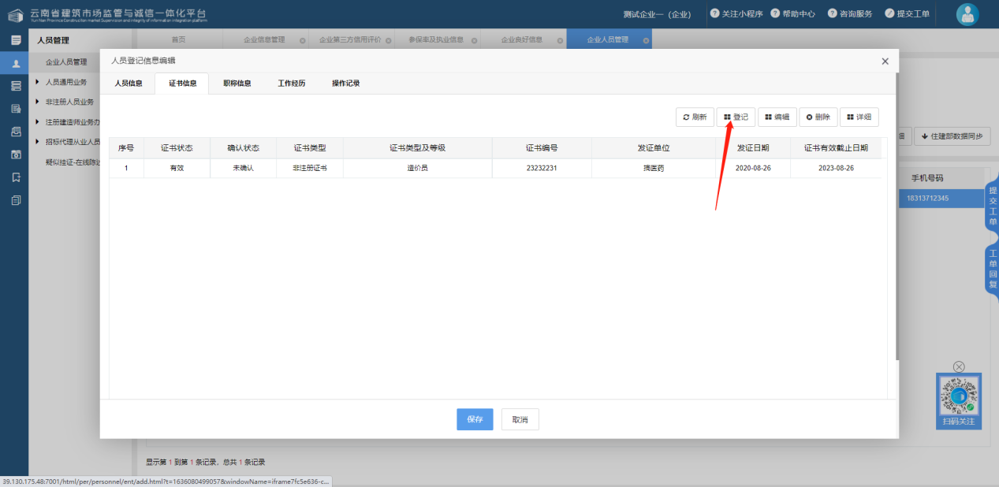 云南省建筑市场监管与诚信一体化平台
Yun Nan Province Construction market Supervision and integrity of information integration platform
测试企业一（企业）
关注小程序
帮助中心
咨询服务
提交工单
人员管理
首页
企业信息管理
企业第三方信用评价
参保率及执业信息
企业良好信息
企业人员管理
企业人员管理
人员通用业务
非注册人员业务
注册建造师业务办
招标代理从业人员
疑似挂证-在线陈述
人员登记信息编辑
人员信息
证书信息
职称信息
工作经历
操作记录
刷新
登记
编辑
删除
详细
序号 证书状态 确认状态 证书类型 证书类型及等级 证书编号 发证单位 发证日期 证书有效截止日期
1 有效 未确认 非注册证书 造价员 23232231 搞医药 2020-08-26 2023-08-26
保存
取消
住建部数据同步
手机号码
18313712345
提交工单
工单回复
扫码关注
显示第 1 到第 1 条记录，总共 1 条记录
39.130.175.48:7001/html/per/personnel/ent/add.html?t=1636080499057&windowName=iframe7fc5e636-c...